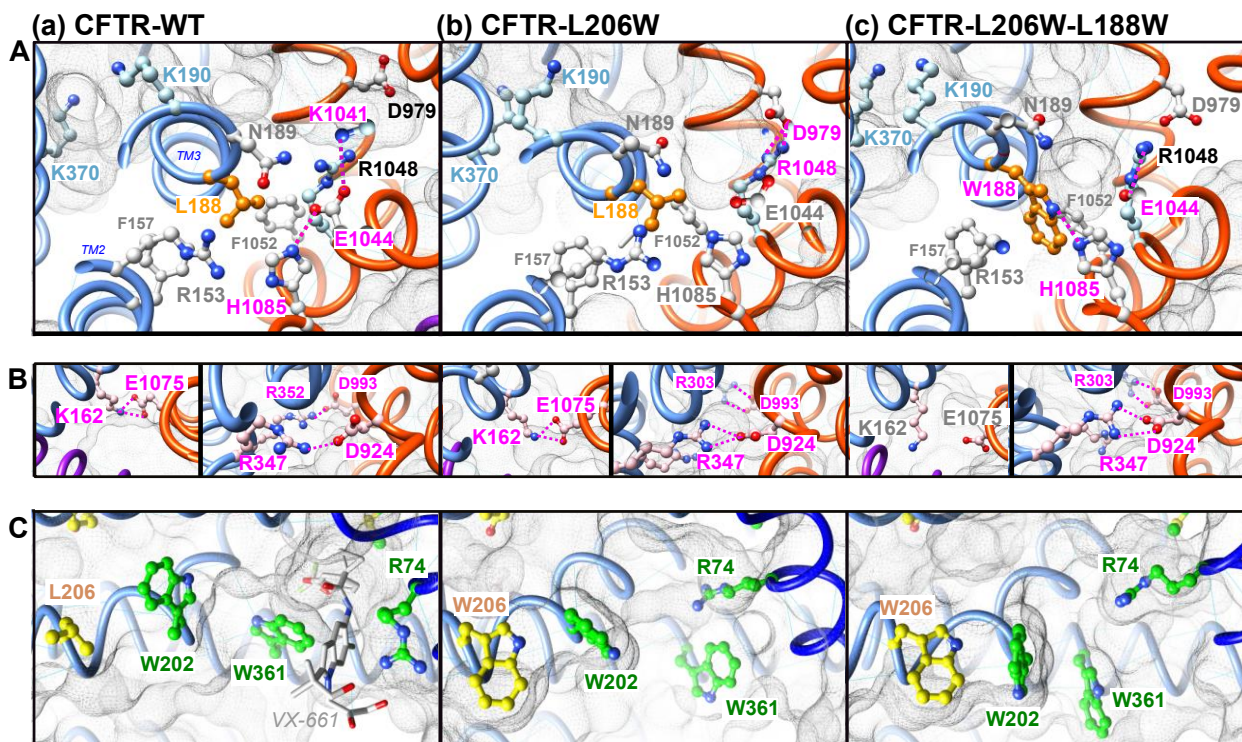 (a) CFTR-WT
(b) CFTR-L206W
(c) CFTR-L206W-L188W
A
K190
K1041
D979
N189
K370
TM3
R1048
L188
F157
F1052
E1044
TM2
R153
H1085
K190
N189
D979
R1048
K370
L188
E1044
F1052
F157
R153
H1085
K190
N189
D979
K370
R1048
W188
F1052
E1044
F157
R153
H1085
B
E1075
K162
R352
D993
R347
D924
E1075
K162
R303
D993
R347
D924
K162
E1075
R303
D993
R347
D924
C
L206
R74
W202
W361
VX-661
W206
R74
W202
W361
W206
R74
W202
W361